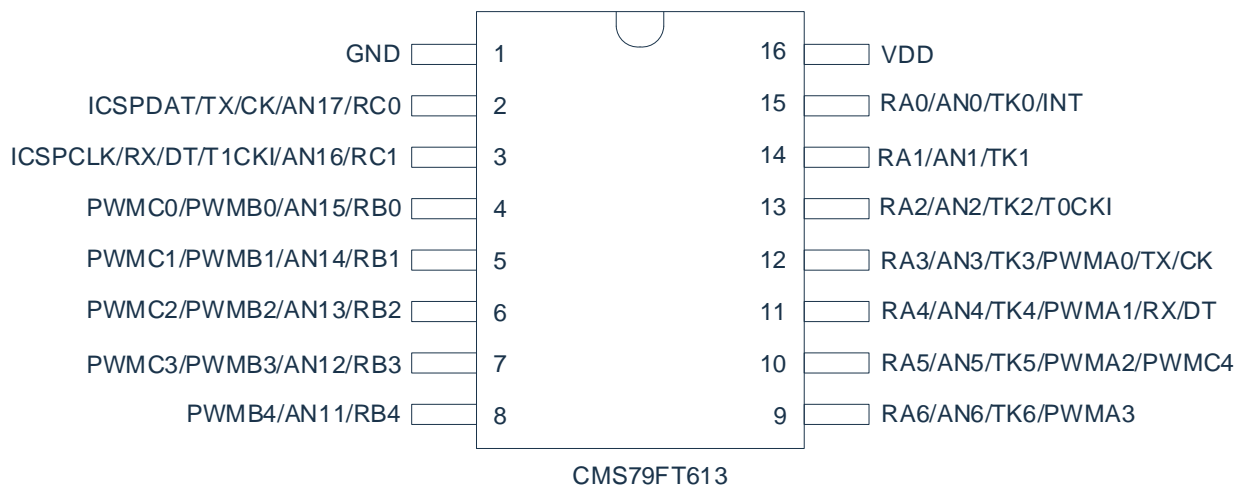 GND 1 16 VDD
ICSPDAT/TX/CK/AN17/RC0 2 15 RA0/AN0/TK0/INT
ICSPCLK/RX/DT/T1CKI/AN16/RC1 3 14 RA1/AN1/TK1
PWMC0/PWMB0/AN15/RB0 4 13 RA2/AN2/TK2/T0CKI
PWMC1/PWMB1/AN14/RB1 5 12 RA3/AN3/TK3/PWMA0/TX/CK
PWMC2/PWMB2/AN13/RB2 6 11 RA4/AN4/TK4/PWMA1/RX/DT
PWMC3/PWMB3/AN12/RB3 7 10 RA5/AN5/TK5/PWMA2/PWMC4
PWMB4/AN11/RB4 8 9 RA6/AN6/TK6/PWMA3
CMS79FT613